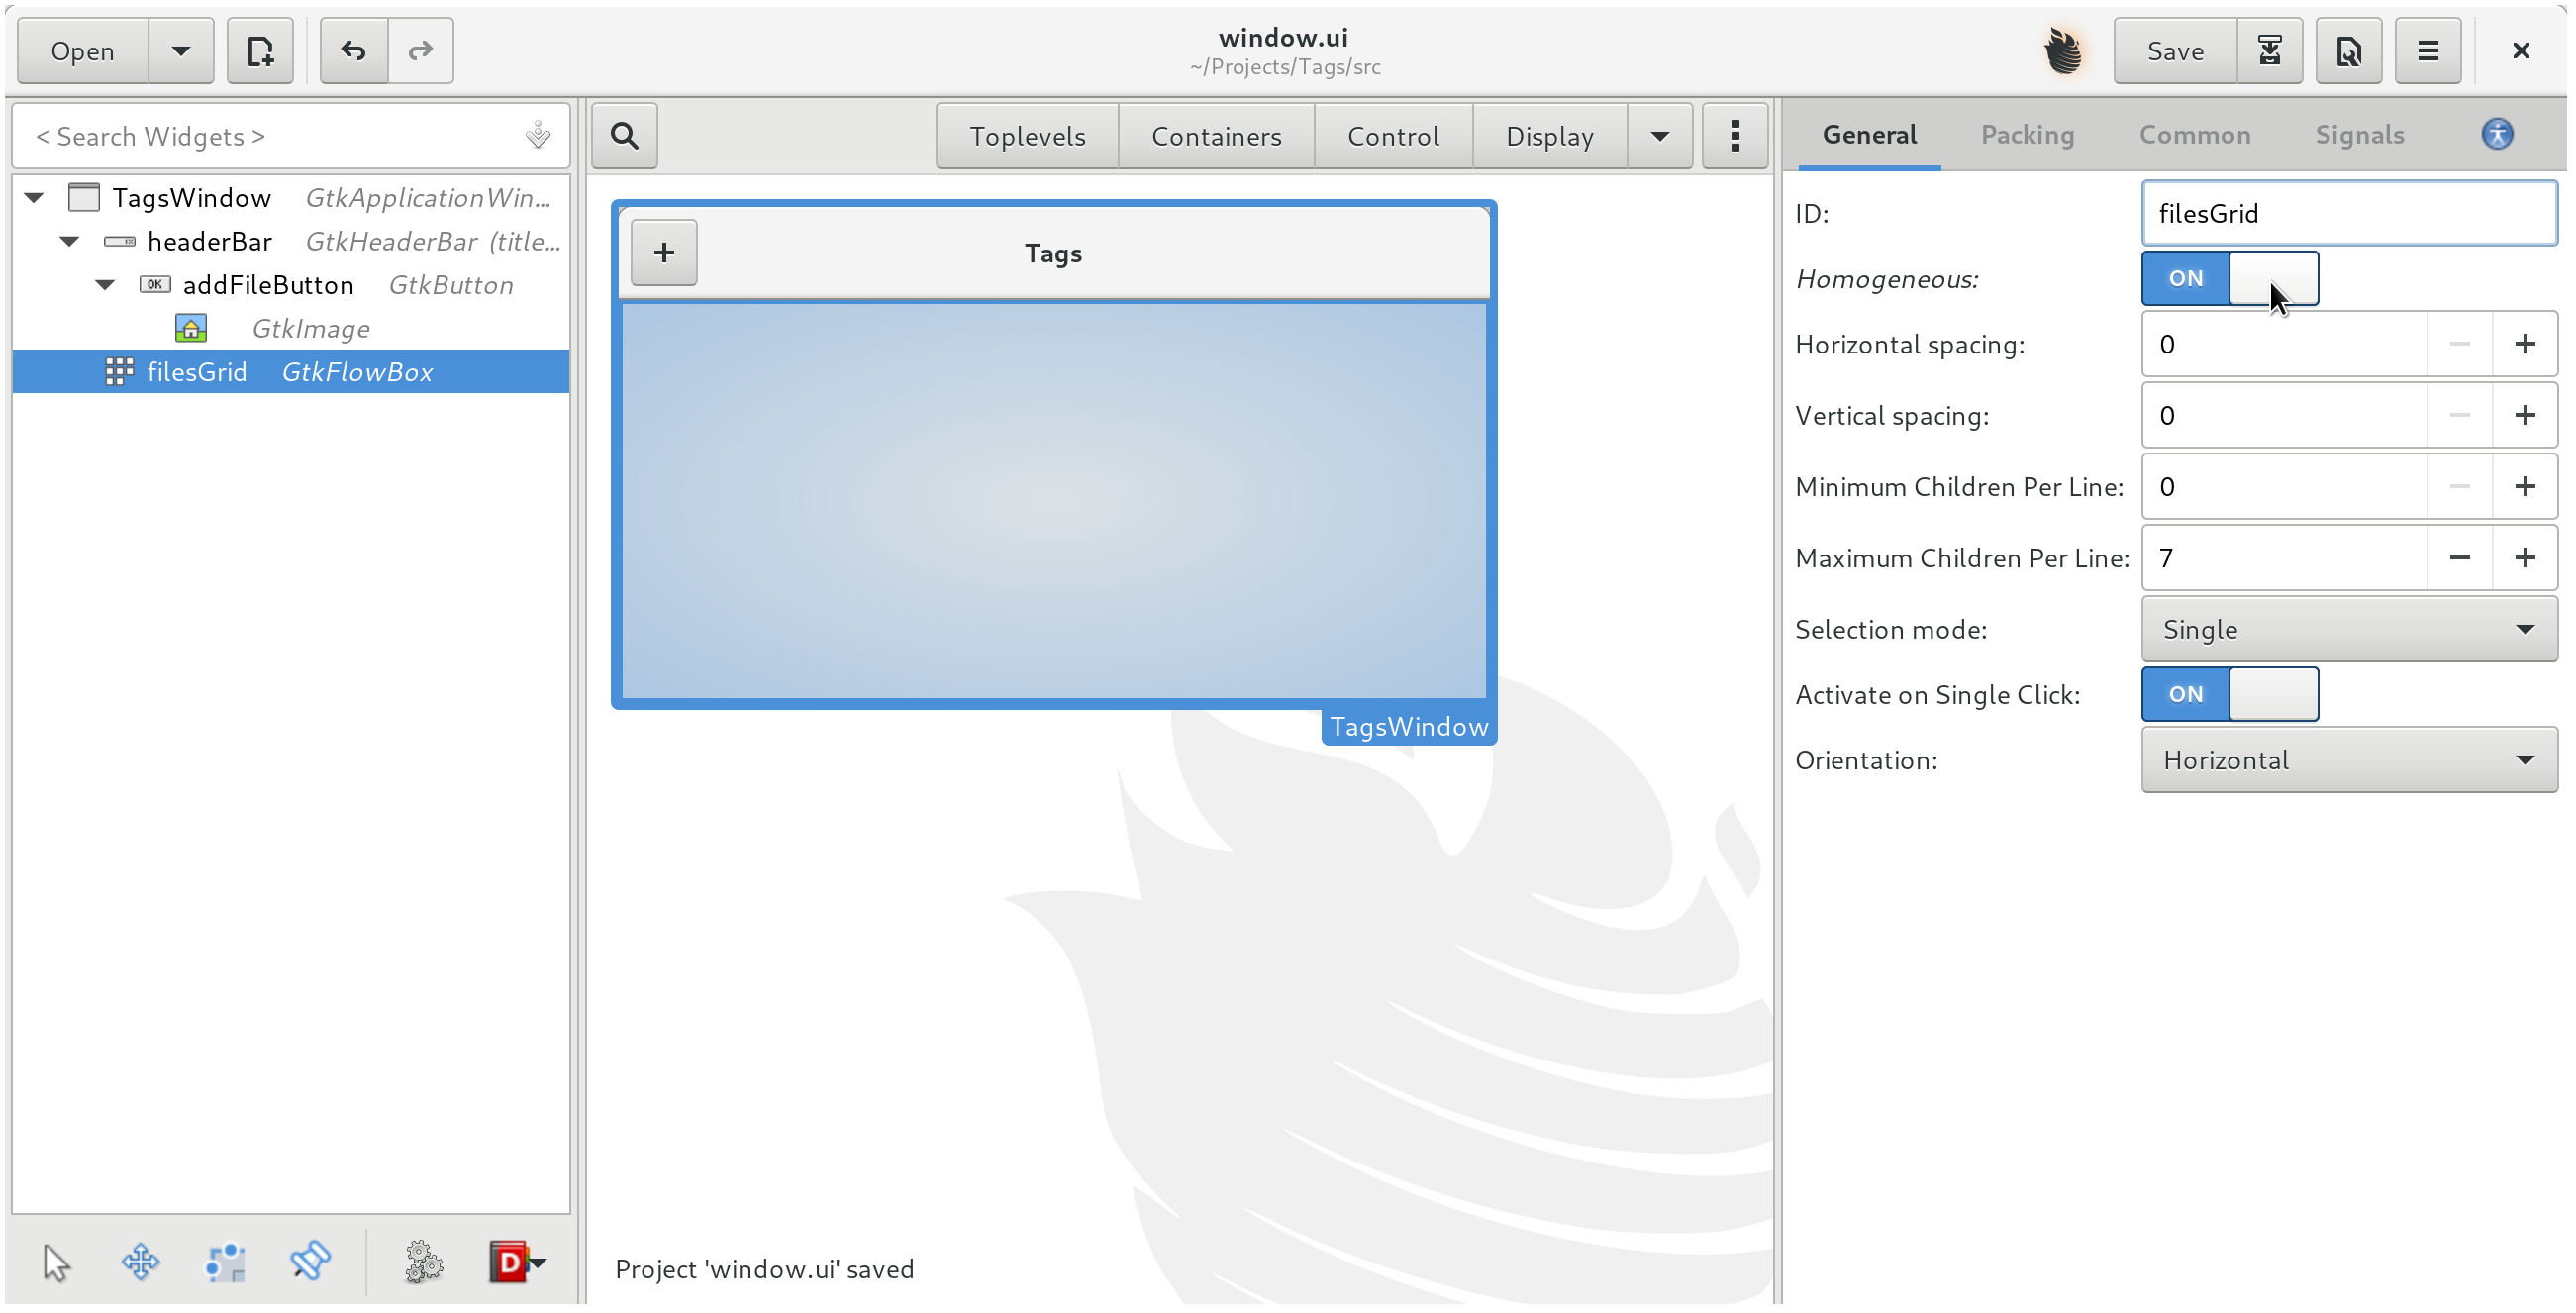 Open
window.ui
~/Projects/Tags/src
Save
< Search Widgets >
TagsWindow GtkApplicationWin...
headerBar GtkHeaderBar (title...
addFileButton GtkButton
GtkImage
filesGrid GtkFlowBox
Toplevels Containers Control Display
Tags
TagsWindow
Project 'window.ui' saved
General Packing Common Signals
ID: filesGrid
Homogeneous: ON
Horizontal spacing: 0
Vertical spacing: 0
Minimum Children Per Line: 0
Maximum Children Per Line: 7
Selection mode: Single
Activate on Single Click: ON
Orientation: Horizontal
OK
D